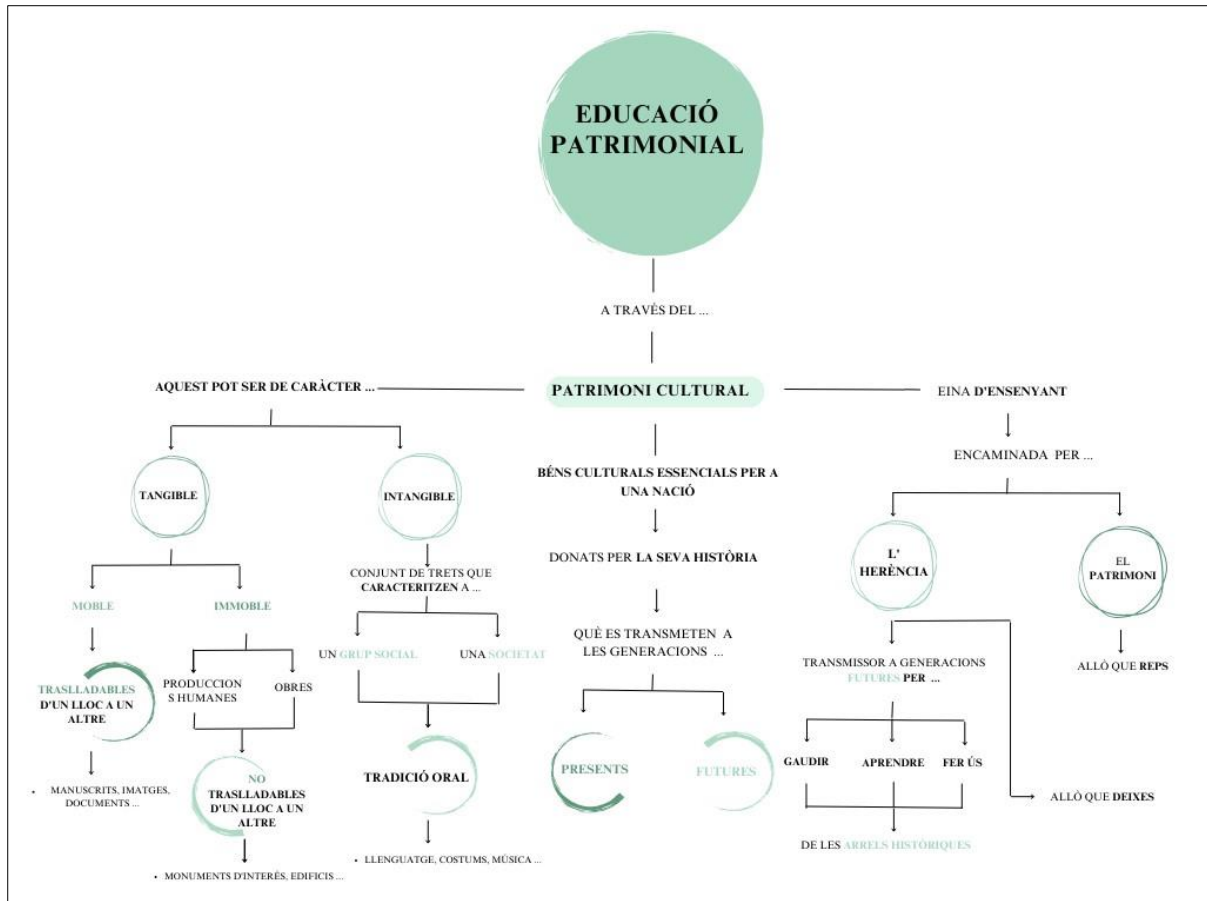 EDUCACIÓ
PATRIMONIAL
A TRAVÉS DEL ...
AQUEST POT SER DE CARÀCTER ...
PATRIMONI CULTURAL
EINA D'ENSENYANT
TANGIBLE
INTANGIBLE
BÉNS CULTURALS ESSENCIALS PER A
UNA NACIÓ
ENCAMINADA PER ...
MOBLE
IMMOBLE
CONJUNT DE TRETS QUE
CARACTERITZEN A ...
DONATS PER LA SEVA HISTÒRIA
L'
HERÈNCIA
EL
PATRIMONI
TRASLLADABLES
D'UN LLOC A UN
ALTRE
PRODUCCION
S HUMANES
OBRES
UN GRUP SOCIAL
UNA SOCIETAT
QUÈ ES TRANSMETEN A
LES GENERACIONS ...
TRANSMISSOR A GENERACIONS
FUTURES PER ...
ALLÒ QUE REPS
• MANUSCRITS, IMATGES,
DOCUMENTS ...
NO
TRASLLADABLES
D'UN LLOC A UN
ALTRE
TRADICIÓ ORAL
PRESENTS
FUTURES
GAUDIR
APRENDRE
FER ÚS
ALLÒ QUE DEIXES
• MONUMENTS D'INTERÈS, EDIFICIS ...
• LLENGUATGE, COSTUMS, MÚSICA ...
DE LES ARRELS HISTÒRIQUES